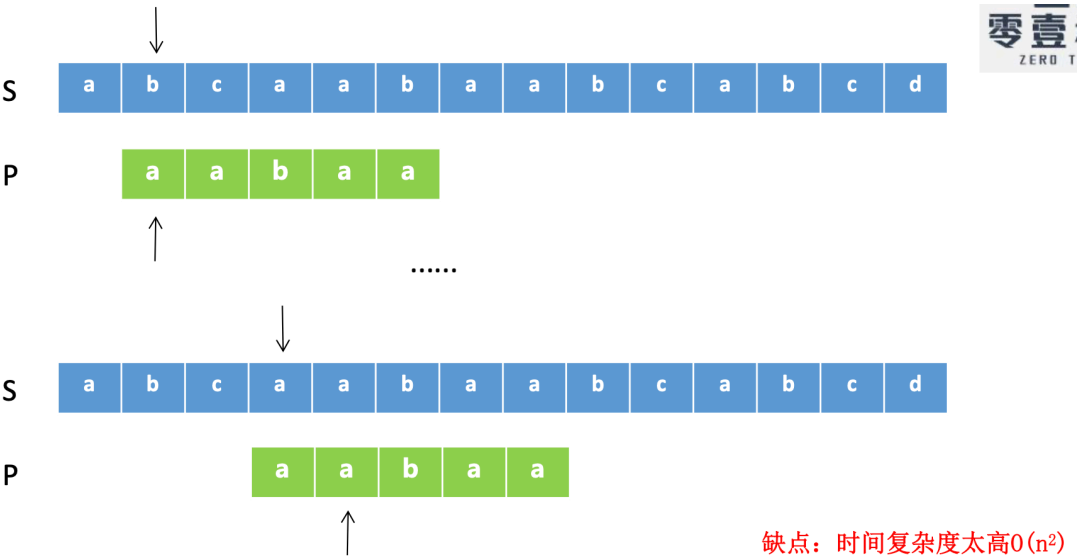 零壹
ZERO T
S a b c a a b a a b c a b c d
P a a b a a
......
S a b c a a b a a b c a b c d
P a a b a a
缺点：时间复杂度太高O(n²)